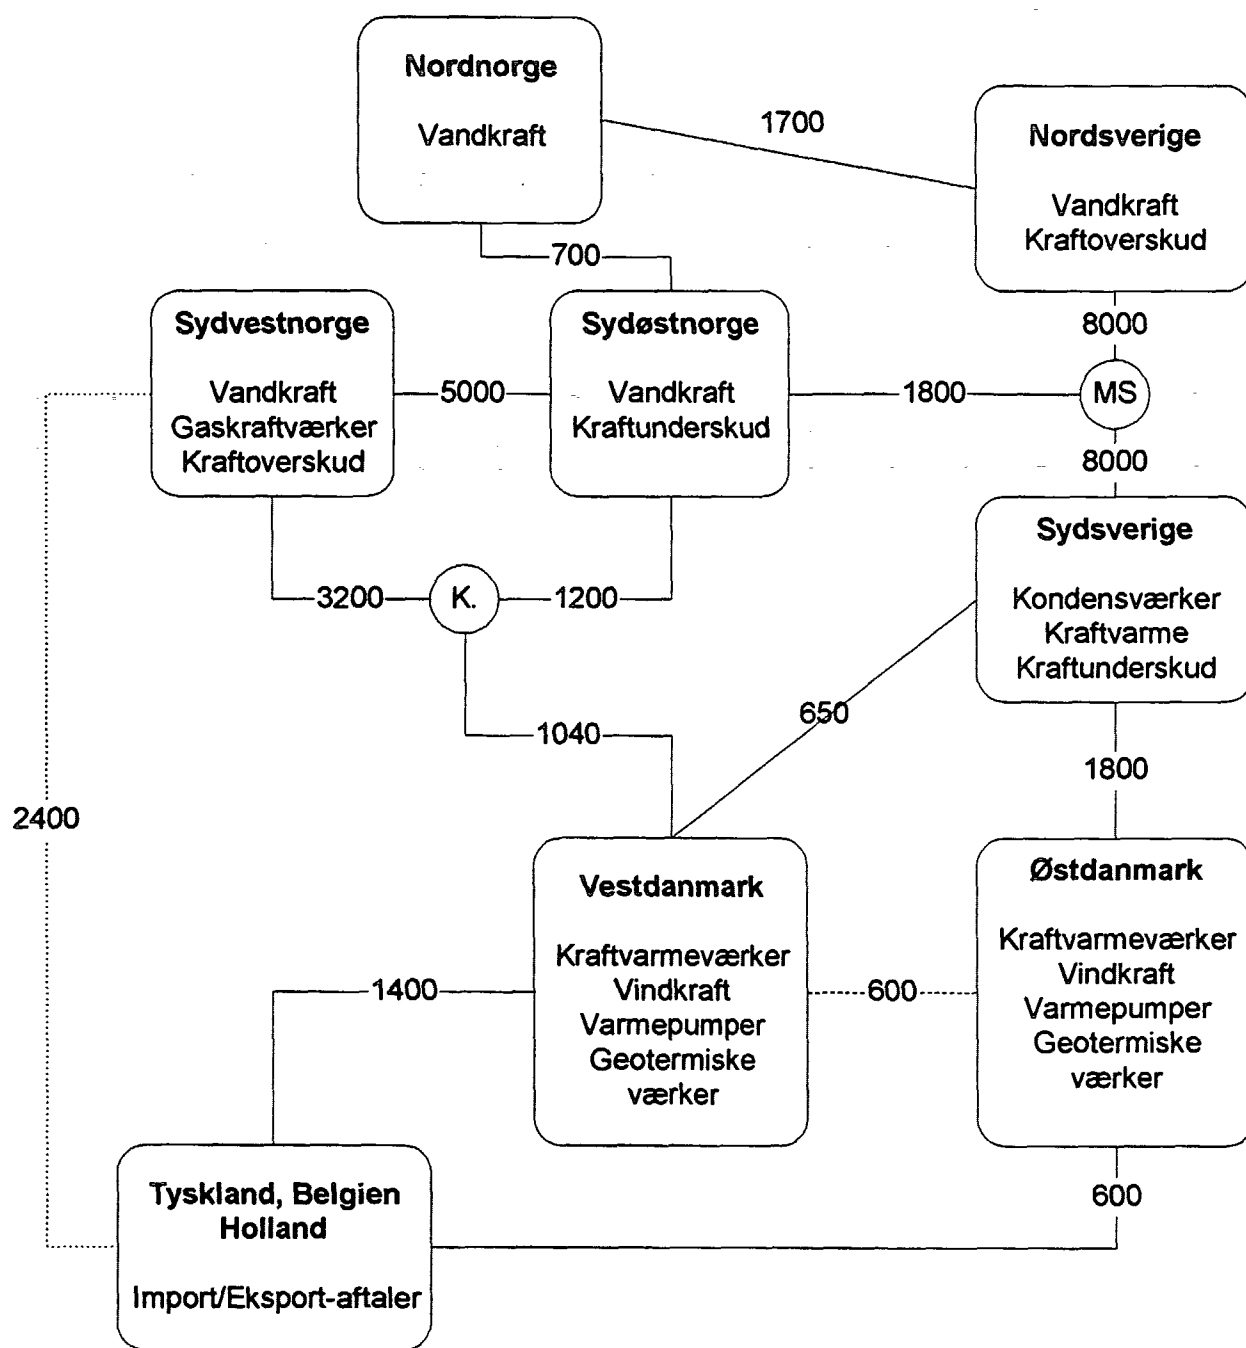 Nordnorge
Vandkraft
1700
Nordsverige
Vandkraft
Kraftoverskud
700
8000
Sydvestnorge
Vandkraft
Gaskraftværker
Kraftoverskud
5000
Sydøstnorge
Vandkraft
Kraftunderskud
1800
MS
8000
3200
K.
1200
Sydsverige
Kondensværker
Kraftvarme
Kraftunderskud
650
1040
1800
2400
Vestdanmark
Kraftvarmeværker
Vindkraft
Varmepumper
Geotermiske
værker
600
Østdanmark
Kraftvarmeværker
Vindkraft
Varmepumper
Geotermiske
værker
1400
600
Tyskland, Belgien
Holland
Import/Eksport-aftaler